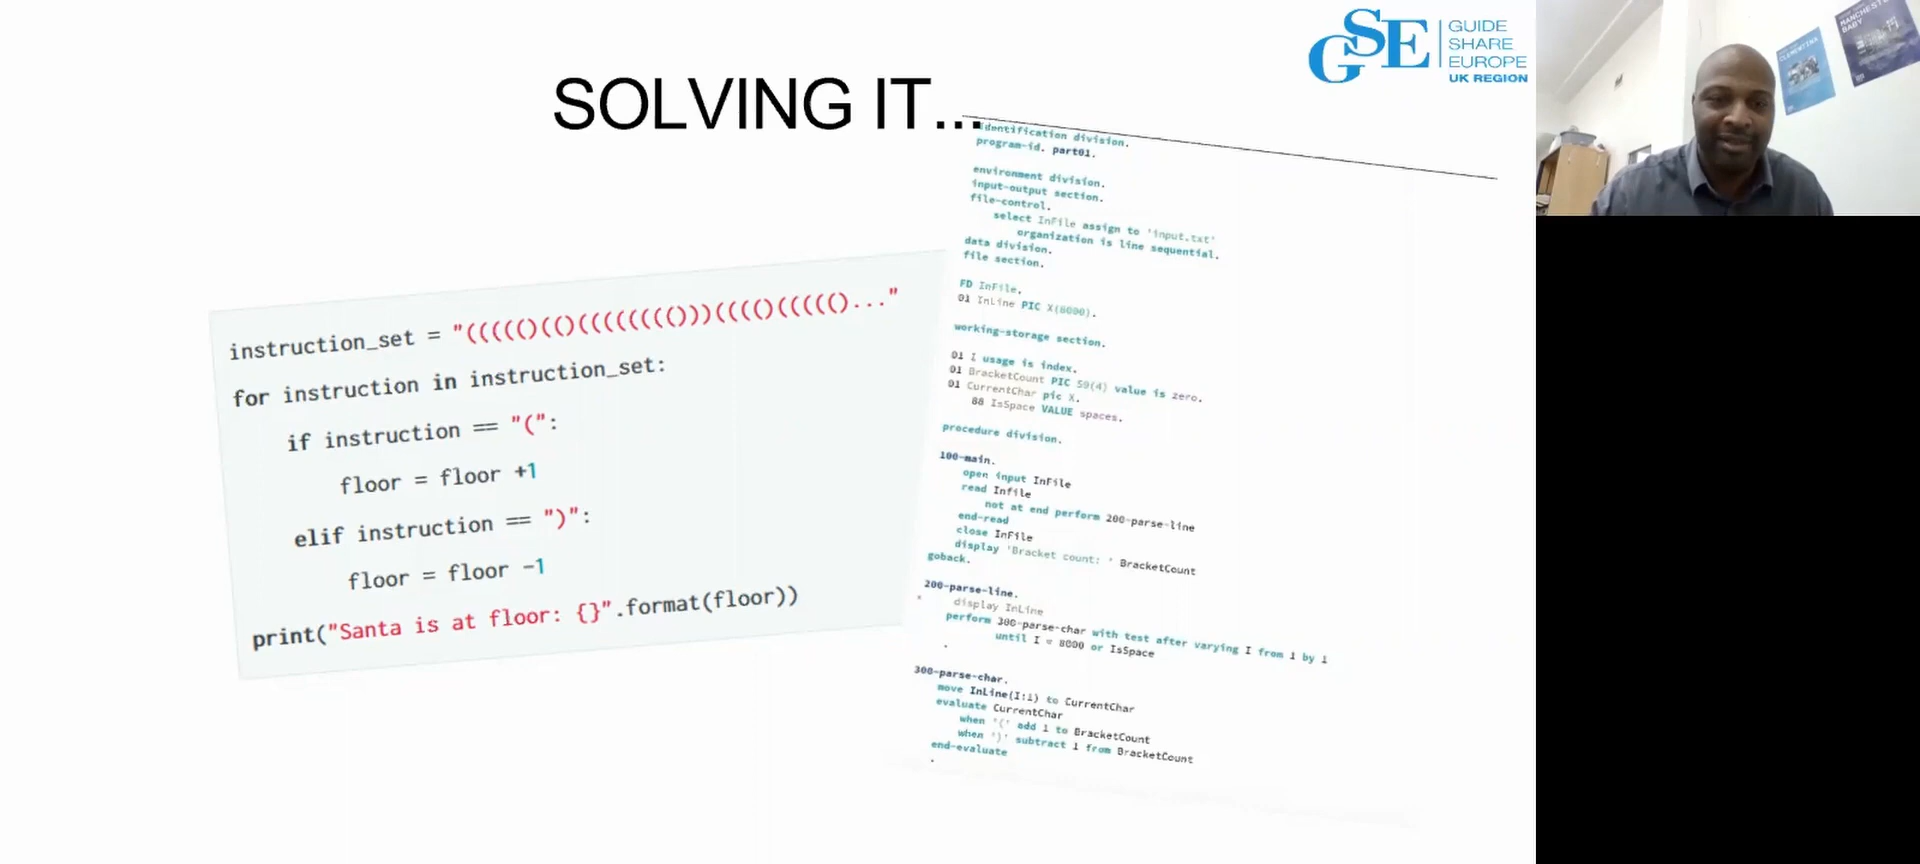 SOLVING IT...
GSE
GUIDE
SHARE
EUROPE
UK REGION
CLEMENTINA
MANCHESTER
BABY
instruction_set = "((((()(()((((((((()))(((()((((()..."
for instruction in instruction_set:
if instruction == "(":
floor = floor +1
elif instruction == ")":
floor = floor -1
print("Santa is at floor: {}".format(floor))
identification division.
program-id. part01.
environment division.
input-output section.
file-control.
select InFile assign to 'input.txt'
organization is line sequential.
data division.
file section.
FD InFile.
01 InLine PIC X(8000).
working-storage section.
01 I usage is index.
01 BracketCount PIC S9(4) value is zero.
01 CurrentChar pic X.
88 IsSpace VALUE spaces.
procedure division.
100-main.
open input InFile
read Infile
not at end perform 200-parse-line
end-read
close InFile
display 'Bracket count: ' BracketCount
goback.
200-parse-line.
* display InLine
perform 300-parse-char with test after varying I from 1 by 1
until I = 8000 or IsSpace
.
300-parse-char.
move InLine(I:1) to CurrentChar
evaluate CurrentChar
when '(' add 1 to BracketCount
when ')' subtract 1 from BracketCount
end-evaluate
.